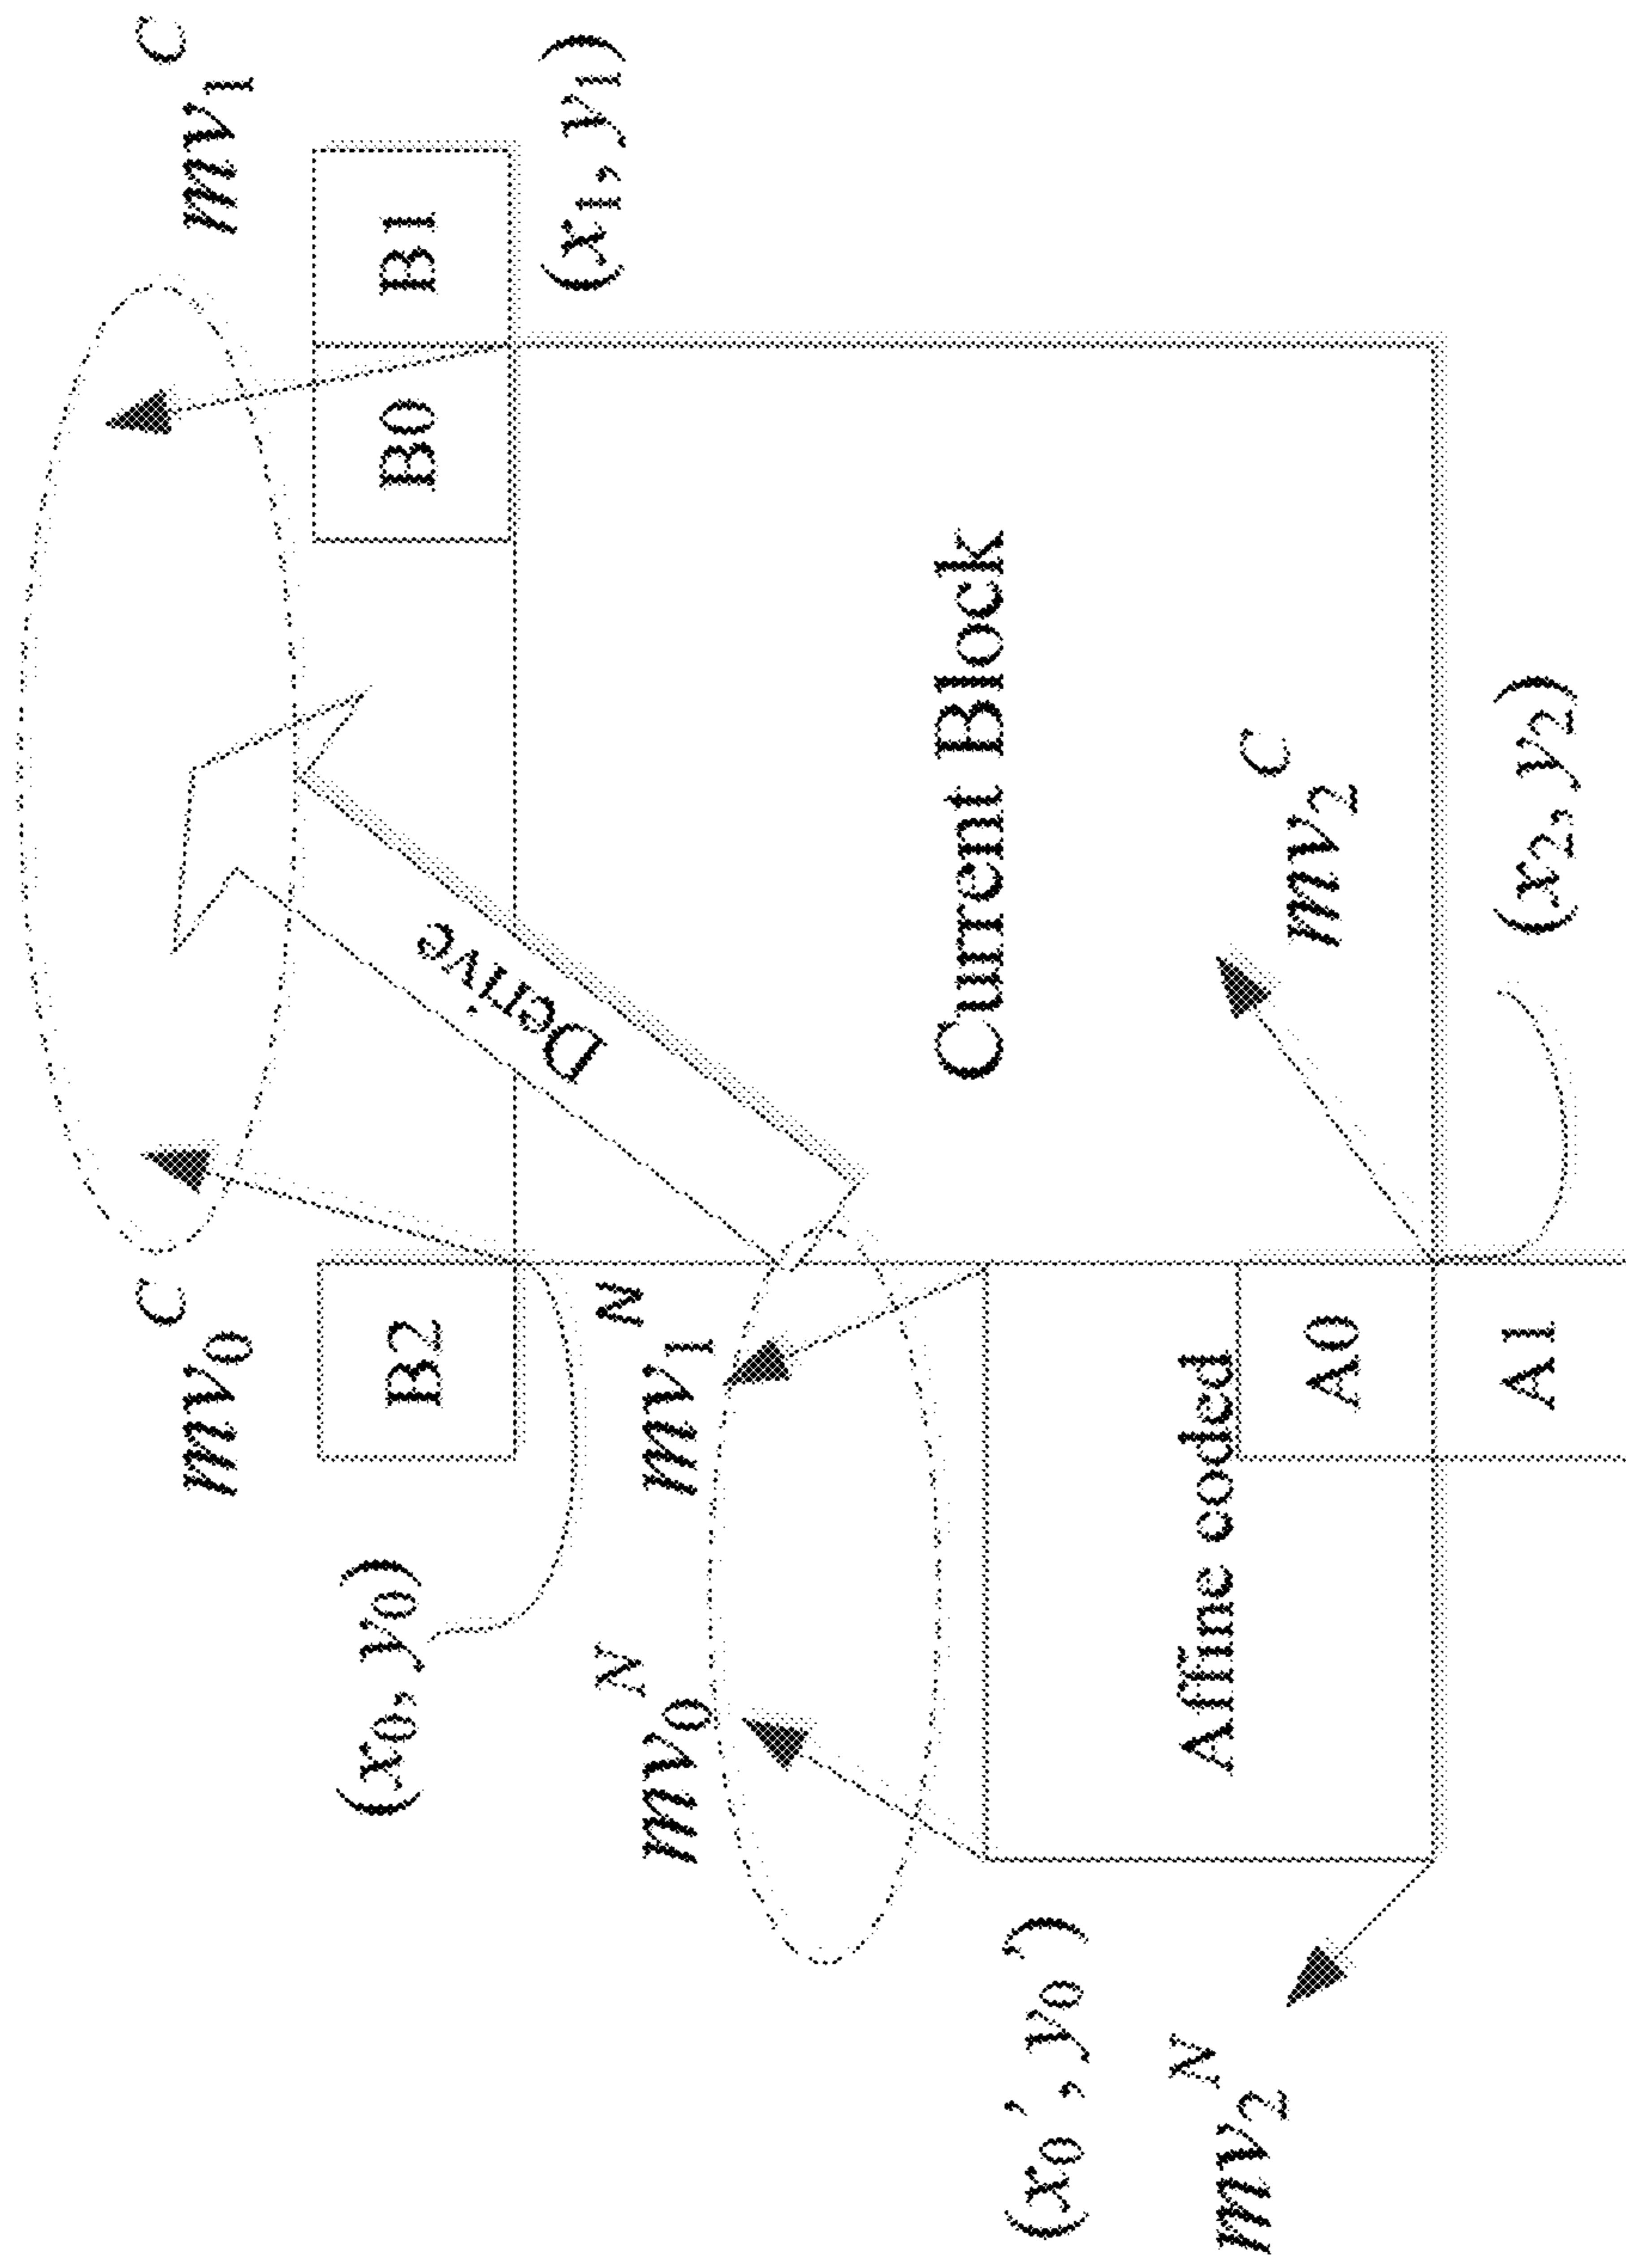 mv₀ᶜ
mv₁ᶜ
B2
B0
B1
(x₀, y₀)
(x₁, y₁)
Derive
mv₀ᴺ
mv₁ᴺ
Current Block
(x₀', y₀')
Affine coded
mv₂ᴺ
A0
mv₂ᶜ
A1
(x₂, y₂)